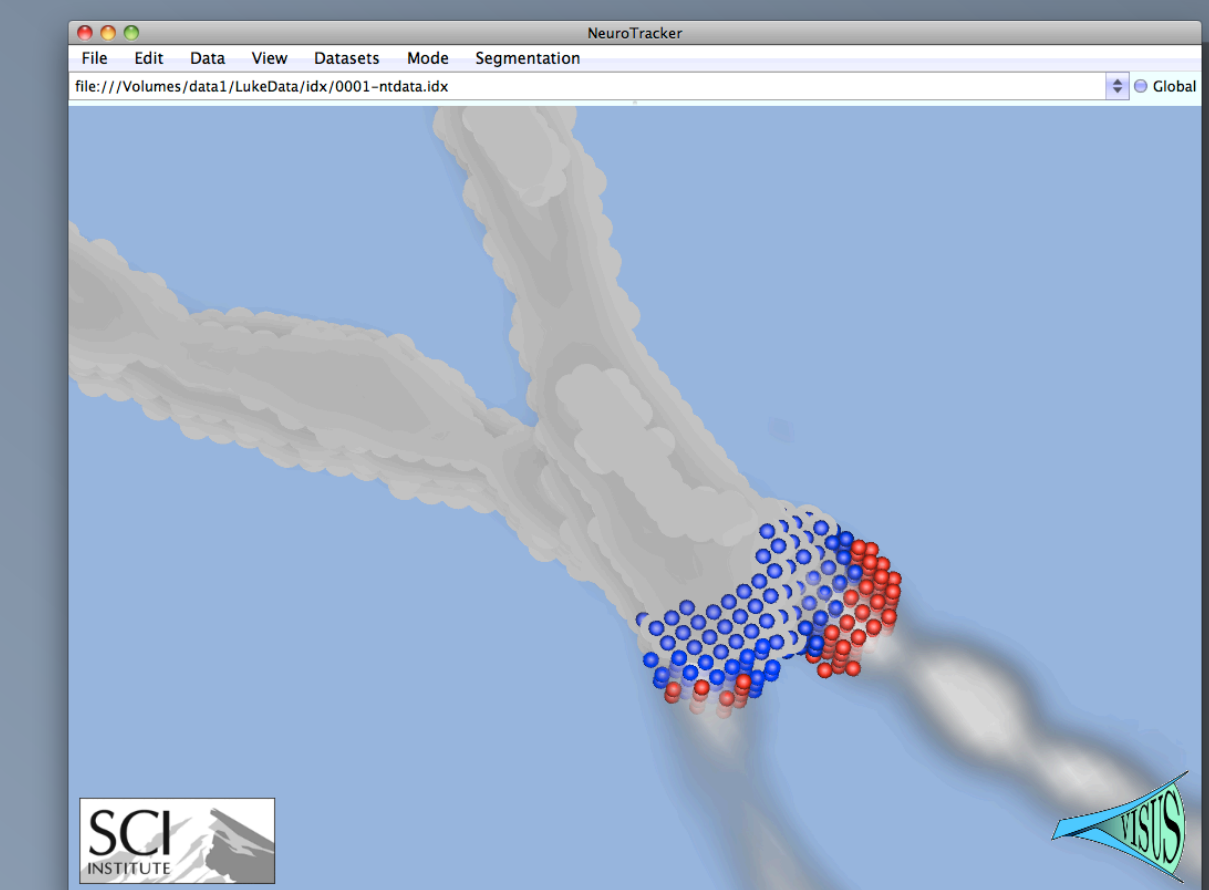 NeuroTracker
File Edit Data View Datasets Mode Segmentation
file:///Volumes/data1/LukeData/idx/0001-ntdata.idx Global
SCI
INSTITUTE
VISUS